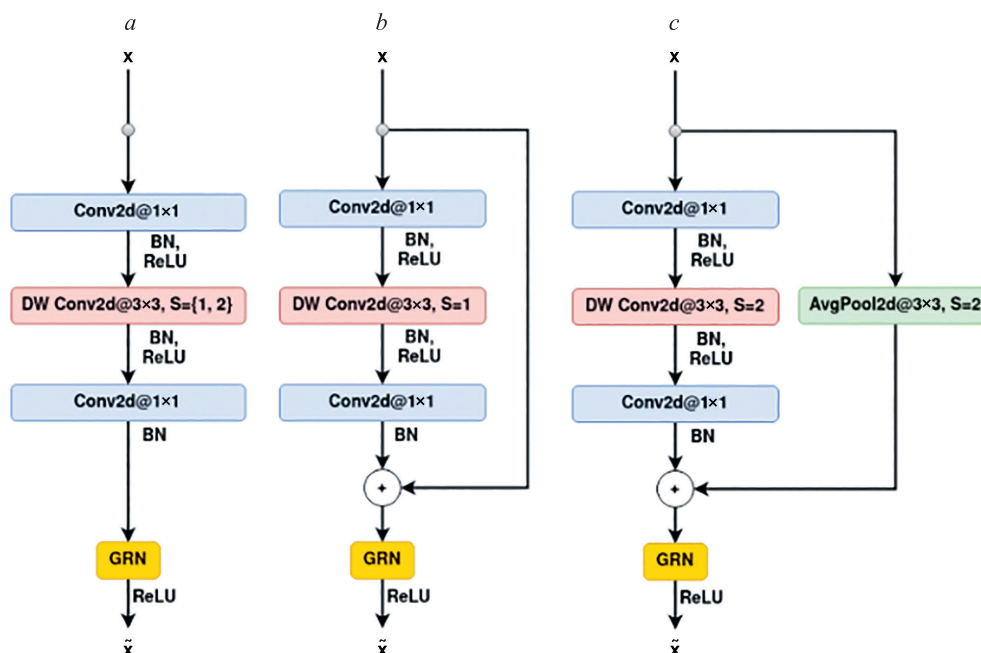 a
x
Conv2d@1×1
BN,
ReLU
DW Conv2d@3×3, S={1, 2}
BN,
ReLU
Conv2d@1×1
BN
GRN
ReLU
x̃
b
x
Conv2d@1×1
BN,
ReLU
DW Conv2d@3×3, S=1
BN,
ReLU
Conv2d@1×1
BN
+
GRN
ReLU
x̃
c
x
Conv2d@1×1
BN,
ReLU
DW Conv2d@3×3, S=2
AvgPool2d@3×3, S=2
BN,
ReLU
Conv2d@1×1
BN
+
GRN
ReLU
x̃